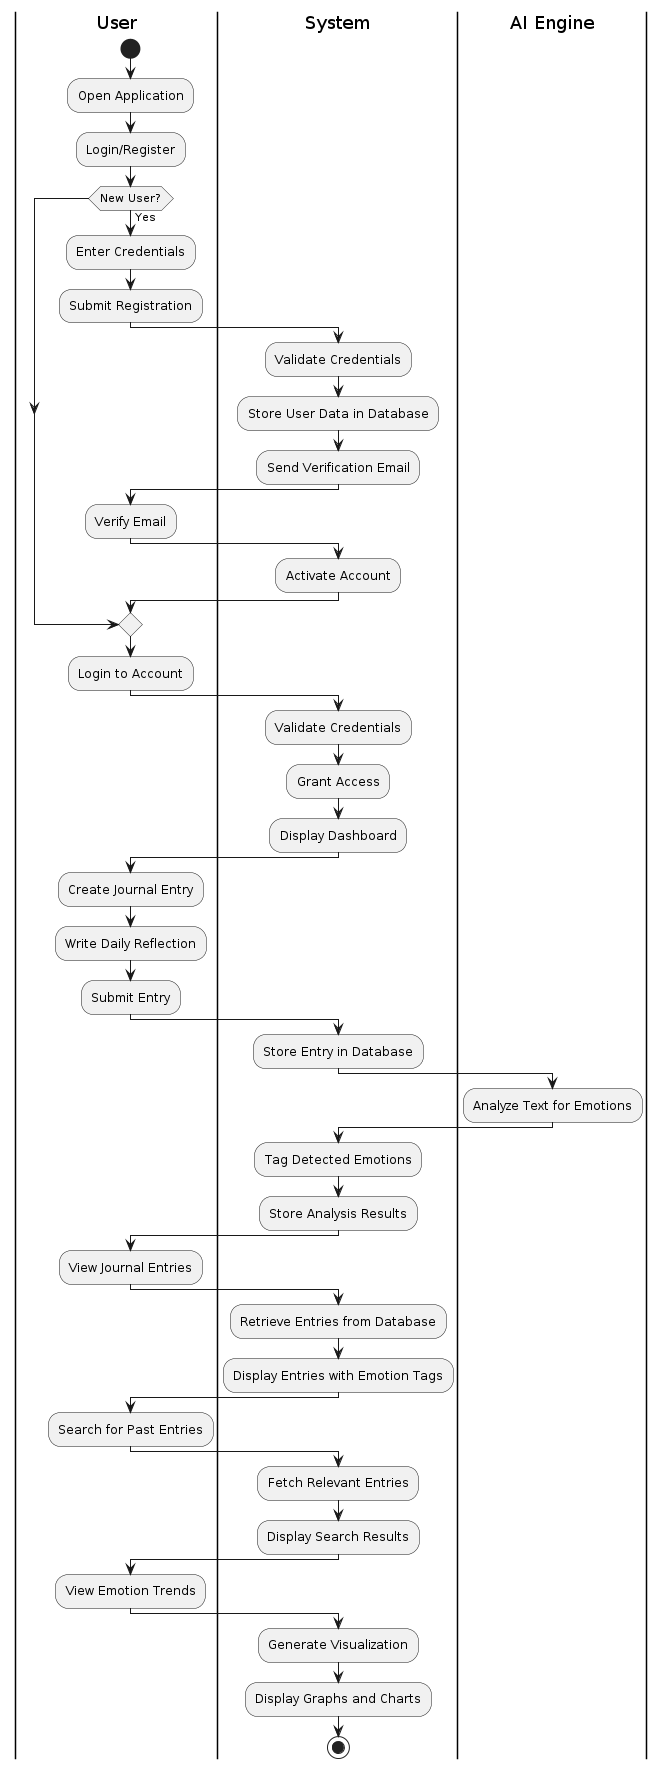 User
System
AI Engine
Open Application
Login/Register
New User?
Yes
Enter Credentials
Submit Registration
Validate Credentials
Store User Data in Database
Send Verification Email
Verify Email
Activate Account
Login to Account
Validate Credentials
Grant Access
Display Dashboard
Create Journal Entry
Write Daily Reflection
Submit Entry
Store Entry in Database
Analyze Text for Emotions
Tag Detected Emotions
Store Analysis Results
View Journal Entries
Retrieve Entries from Database
Display Entries with Emotion Tags
Search for Past Entries
Fetch Relevant Entries
Display Search Results
View Emotion Trends
Generate Visualization
Display Graphs and Charts